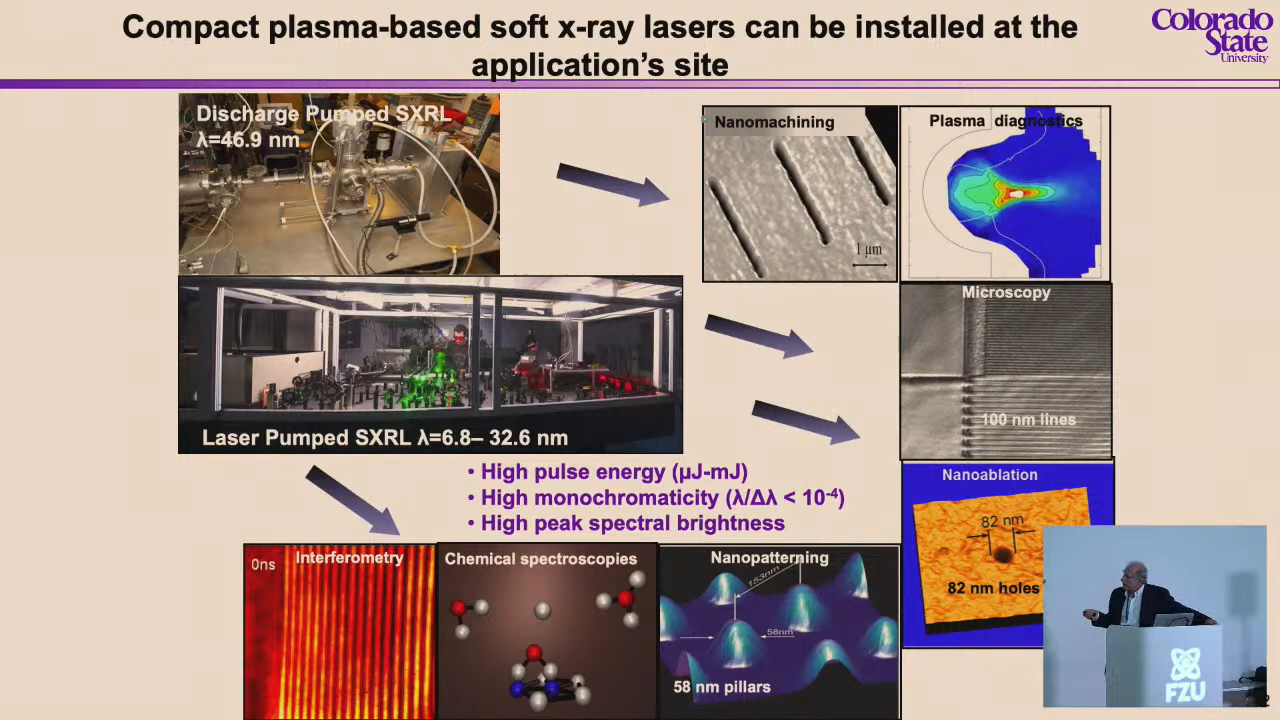 Compact plasma-based soft x-ray lasers can be installed at the
application's site
Colorado
State
University
Discharge Pumped SXRL
λ=46.9 nm
Nanomachining
1 μm
Plasma diagnostics
Microscopy
100 nm lines
Laser Pumped SXRL λ=6.8– 32.6 nm
• High pulse energy (μJ-mJ)
• High monochromaticity (λ/Δλ < 10-4)
• High peak spectral brightness
Nanoablation
82 nm
82 nm holes
Interferometry
0ns
Chemical spectroscopies
Nanopatterning
153nm
58nm
58 nm pillars
FZU
2